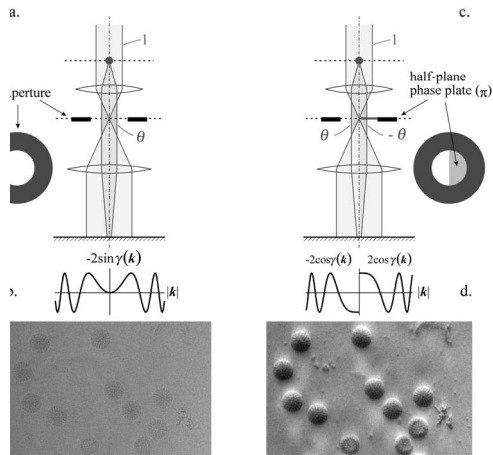 a.
1
aperture
θ
-2sinγ(k)
|k|
b.
c.
1
half-plane
phase plate (π)
θ
-θ
-2cosγ(k)
2cosγ(k)
|k|
d.